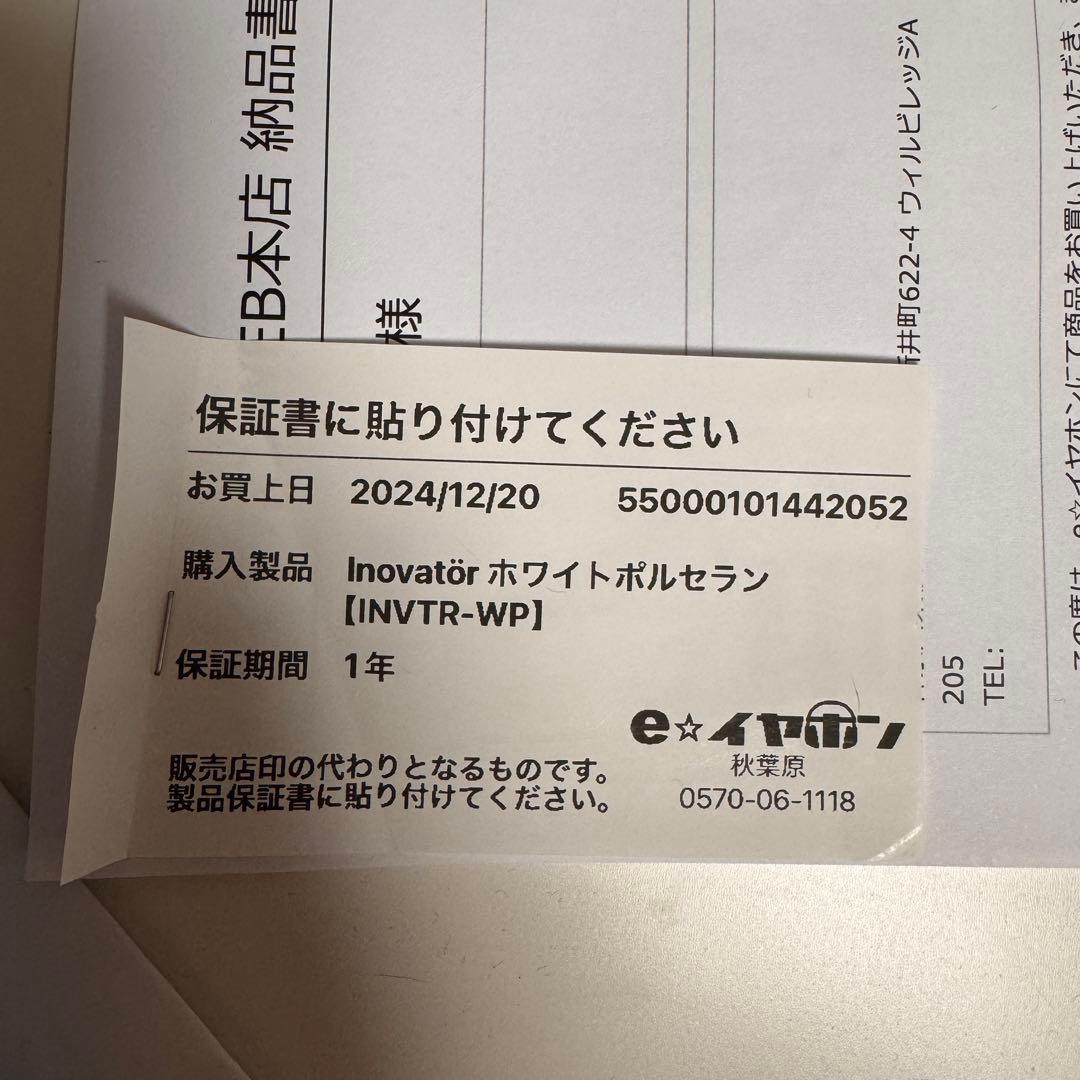 EB本店 納品書
様
井町622-4 ウィルビレッジA
205
TEL:
この度は、e☆イヤホンにて商品をお買い上げいただき、
保証書に貼り付けてください
お買上日 2024/12/20 55000101442052
購入製品 Inovatör ホワイトポルセラン
【INVTR-WP】
保証期間 1年
e☆イヤホン
秋葉原
0570-06-1118
販売店印の代わりとなるものです。
製品保証書に貼り付けてください。